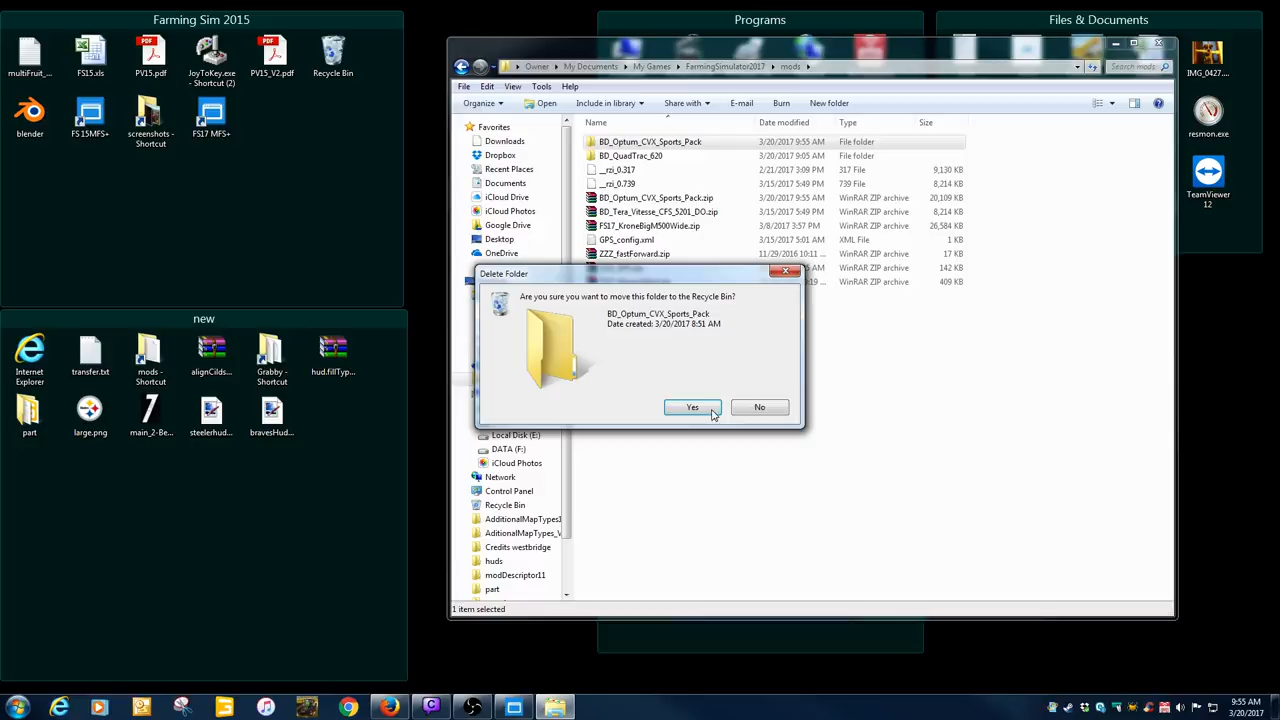 Farming Sim 2015
multiFruit_...
FS15.xls
PV15.pdf
JoyToKey.exe - Shortcut (2)
PV15_V2.pdf
Recycle Bin
blender
FS 15MFS+
screenshots - Shortcut
FS17 MFS+
new
Internet Explorer
transfer.txt
mods - Shortcut
alignCilds...
Grabby - Shortcut
hud.fillTyp...
part
large.png
main_2-Be...
steelerhud...
bravesHud...
Programs
Files & Documents
IMG_0427....
resmon.exe
TeamViewer 12
Owner
My Documents
My Games
FarmingSimulator2017
mods
Search mods
File Edit View Tools Help
Organize Open Include in library Share with E-mail Burn New folder
Name Date modified Type Size
Favorites
Downloads
Dropbox
Recent Places
Documents
iCloud Drive
iCloud Photos
Google Drive
Desktop
OneDrive
BD_Optum_CVX_Sports_Pack 3/20/2017 9:55 AM File folder
BD_QuadTrac_620 3/20/2017 9:05 AM File folder
__rzi_0.317 2/21/2017 3:09 PM 317 File 9,130 KB
__rzi_0.739 3/15/2017 5:49 PM 739 File 8,214 KB
BD_Optum_CVX_Sports_Pack.zip 3/20/2017 9:55 AM WinRAR ZIP archive 20,109 KB
BD_Tera_Vitesse_CFS_5201_DO.zip 3/15/2017 5:49 PM WinRAR ZIP archive 8,214 KB
FS17_KroneBigM500Wide.zip 3/8/2017 3:57 PM WinRAR ZIP archive 26,584 KB
GPS_config.xml 3/15/2017 5:01 AM XML File 1 KB
ZZZ_fastForward.zip 11/29/2016 10:11 ... WinRAR ZIP archive 17 KB
5 AM WinRAR ZIP archive 142 KB
:19 ... WinRAR ZIP archive 409 KB
Delete Folder
Are you sure you want to move this folder to the Recycle Bin?
BD_Optum_CVX_Sports_Pack
Date created: 3/20/2017 8:51 AM
Yes No
Local Disk (E:)
DATA (F:)
iCloud Photos
Network
Control Panel
Recycle Bin
AdditionalMapTypes1
AditionalMapTypes_V
Credits westbridge
huds
modDescriptor11
part
1 item selected
9:55 AM
3/20/2017